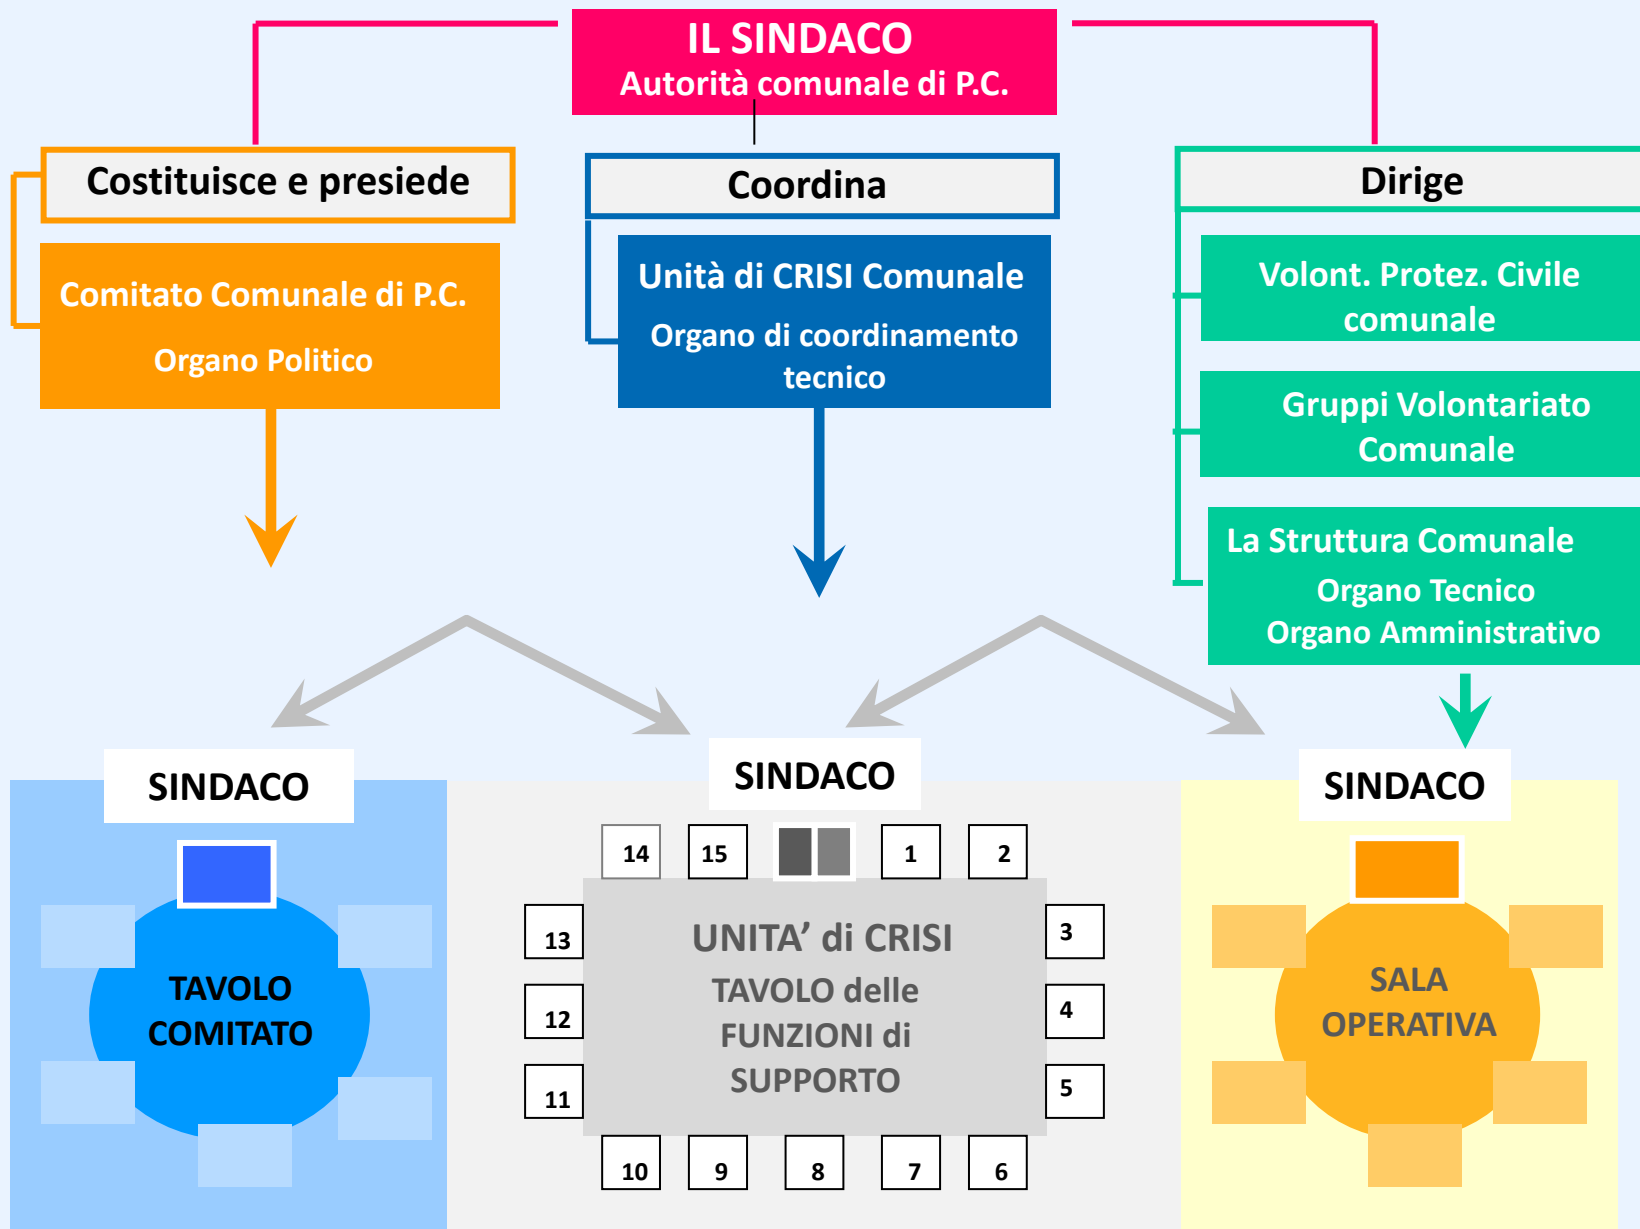 IL SINDACO
Autorità comunale di P.C.
Costituisce e presiede
Coordina
Dirige
Comitato Comunale di P.C.
Organo Politico
Unità di CRISI Comunale
Organo di coordinamento
tecnico
Volont. Protez. Civile
comunale
Gruppi Volontariato
Comunale
La Struttura Comunale
Organo Tecnico
Organo Amministrativo
SINDACO
TAVOLO
COMITATO
SINDACO
14
15
1
2
13
3
12
4
11
5
10
9
8
7
6
UNITA’ di CRISI
TAVOLO delle
FUNZIONI di
SUPPORTO
SINDACO
SALA
OPERATIVA